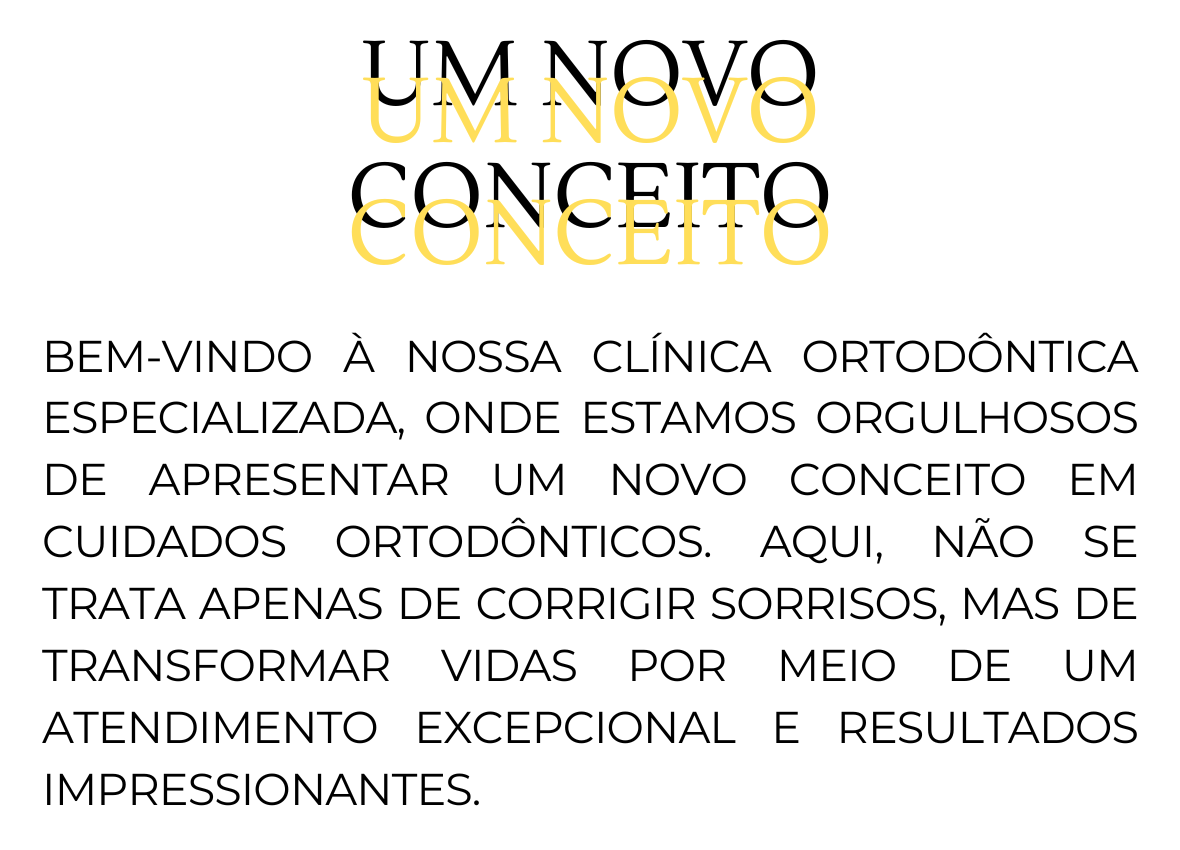 UM NOVO
UM NOVO
CONCEITO
CONCEITO
BEM-VINDO À NOSSA CLÍNICA ORTODÔNTICA
ESPECIALIZADA, ONDE ESTAMOS ORGULHOSOS
DE APRESENTAR UM NOVO CONCEITO EM
CUIDADOS ORTODÔNTICOS. AQUI, NÃO SE
TRATA APENAS DE CORRIGIR SORRISOS, MAS DE
TRANSFORMAR VIDAS POR MEIO DE UM
ATENDIMENTO EXCEPCIONAL E RESULTADOS
IMPRESSIONANTES.